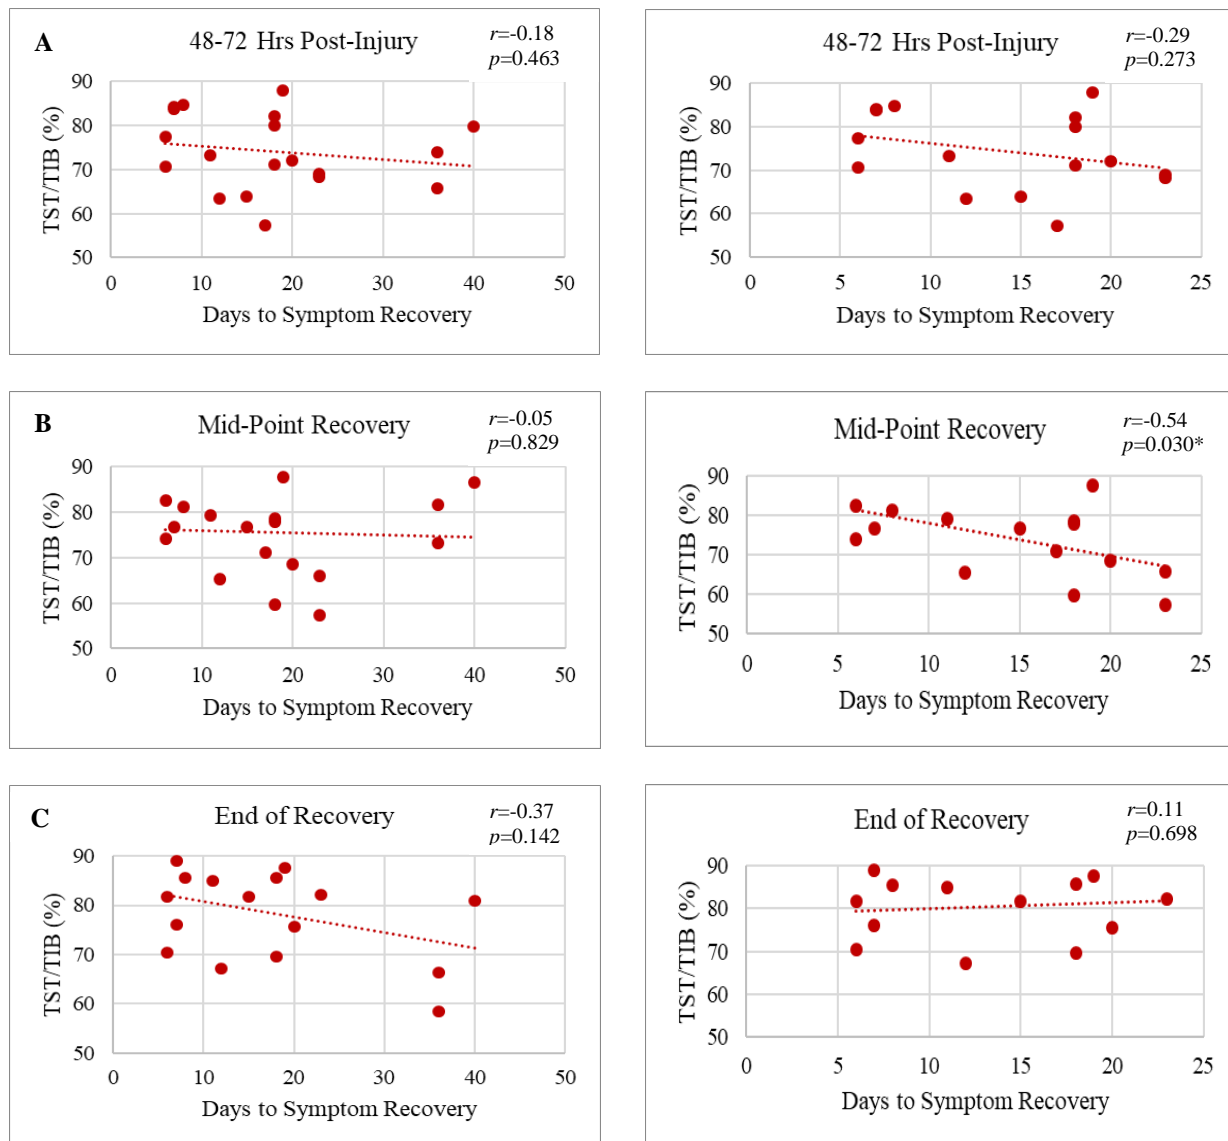 A
48-72 Hrs Post-Injury
r=-0.18
p=0.463
TST/TIB (%)
90
80
70
60
50
0 10 20 30 40 50
Days to Symptom Recovery
48-72 Hrs Post-Injury
r=-0.29
p=0.273
TST/TIB (%)
90
80
70
60
50
0 5 10 15 20 25
Days to Symptom Recovery
B
Mid-Point Recovery
r=-0.05
p=0.829
TST/TIB (%)
90
80
70
60
50
0 10 20 30 40 50
Days to Symptom Recovery
Mid-Point Recovery
r=-0.54
p=0.030*
TST/TIB (%)
90
80
70
60
50
0 5 10 15 20 25
Days to Symptom Recovery
C
End of Recovery
r=-0.37
p=0.142
TST/TIB (%)
90
80
70
60
50
0 10 20 30 40 50
Days to Symptom Recovery
End of Recovery
r=0.11
p=0.698
TST/TIB (%)
90
80
70
60
50
0 5 10 15 20 25
Days to Symptom Recovery